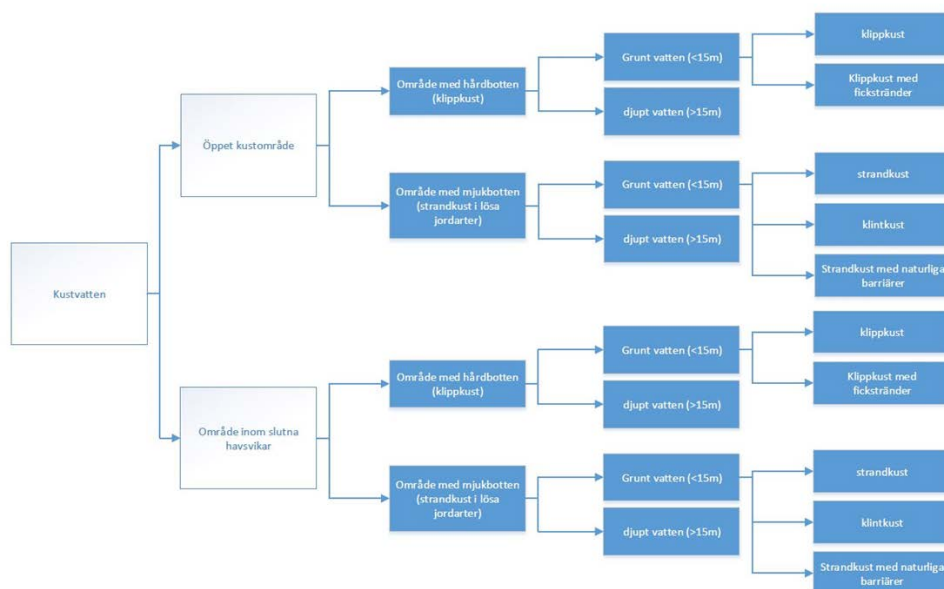 Kustvatten
Öppet kustområde
Område med hårdbotten
(klippkust)
Grunt vatten (<15m)
klippkust
Klippkust med
fickstränder
djupt vatten (>15m)
Område med mjukbotten
(strandkust i lösa
jordarter)
Grunt vatten (<15m)
strandkust
klintkust
Strandkust med naturliga
barriärer
djupt vatten (>15m)
Område inom slutna
havsvikar
Område med hårdbotten
(klippkust)
Grunt vatten (<15m)
klippkust
Klippkust med
fickstränder
djupt vatten (>15m)
Område med mjukbotten
(strandkust i lösa
jordarter)
Grunt vatten (<15m)
strandkust
klintkust
Strandkust med naturliga
barriärer
djupt vatten (>15m)